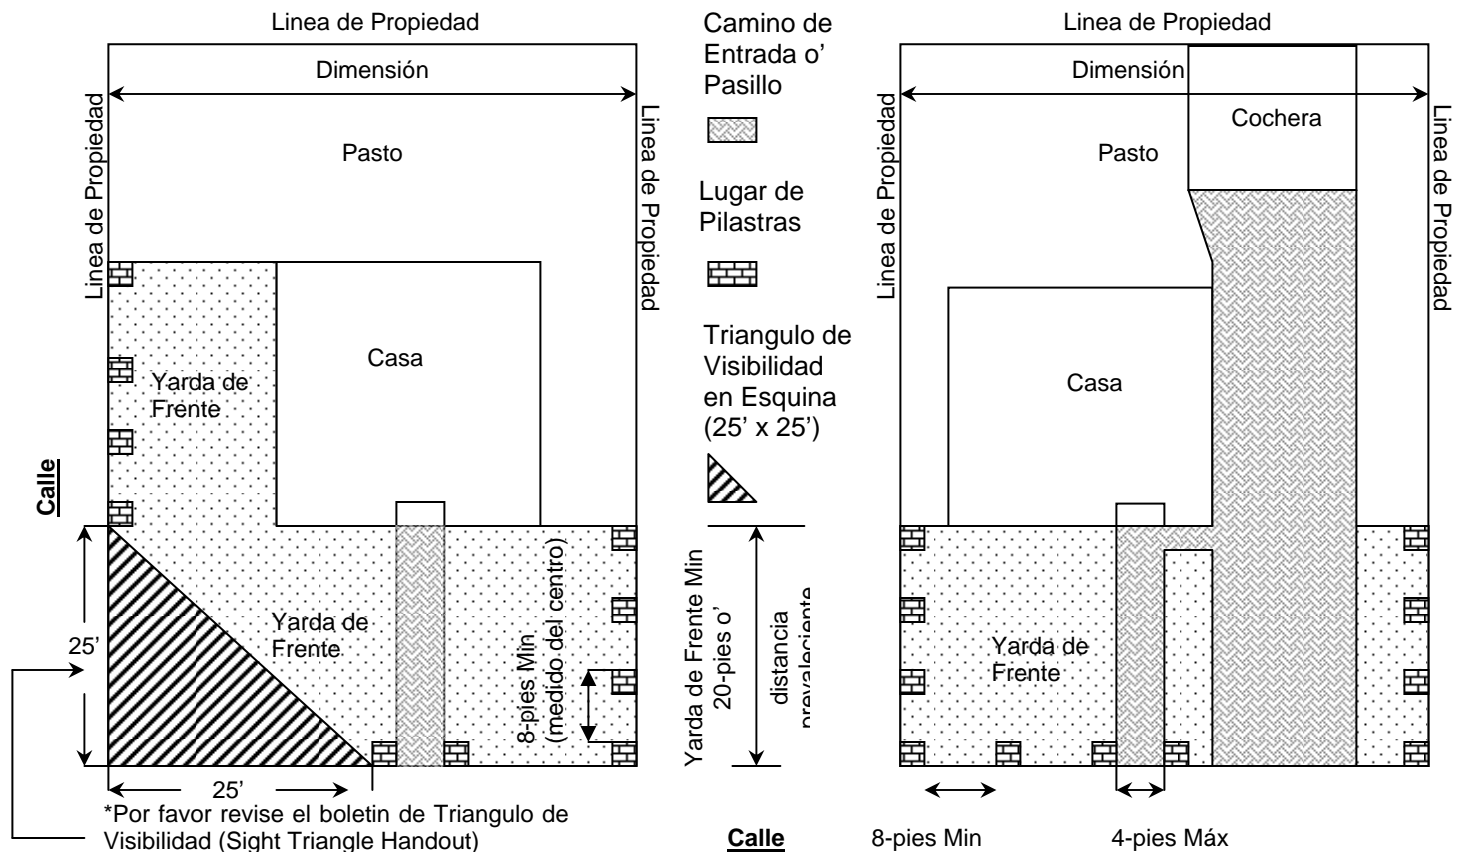 Linea de Propiedad
Dimensión
Linea de Propiedad
Linea de Propiedad
Pasto
Casa
Yarda de
Frente
Calle
Yarda de
Frente
25'
8-pies Min
(medido del centro)
25'
*Por favor revise el boletin de Triangulo de
Visibilidad (Sight Triangle Handout)
Camino de
Entrada o'
Pasillo
Lugar de
Pilastras
Triangulo de
Visibilidad
en Esquina
(25' x 25')
Yarda de Frente Min
20-pies o'
distancia
prevaleciente
Calle
Linea de Propiedad
Dimensión
Linea de Propiedad
Linea de Propiedad
Cochera
Pasto
Casa
Yarda de
Frente
8-pies Min
4-pies Máx